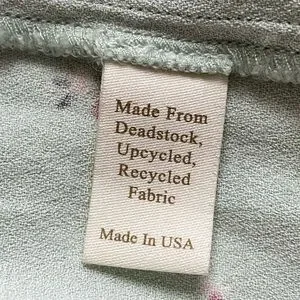 Made From
Deadstock,
Upcycled,
Recycled
Fabric
Made In USA